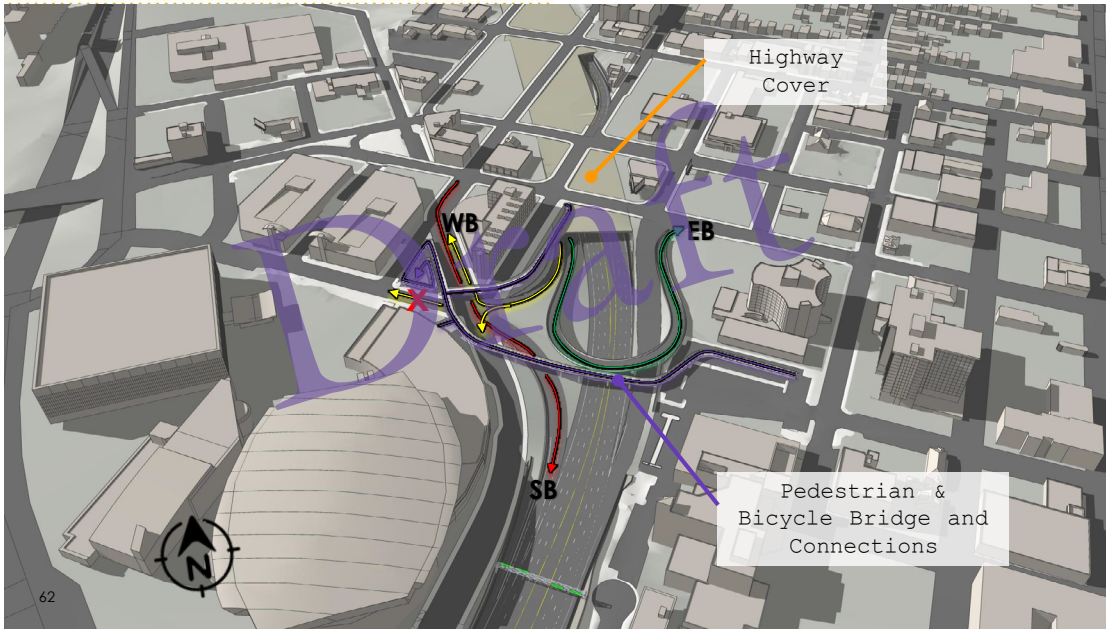 Highway
Cover
Draft
WB
EB
X
SB
Pedestrian &
Bicycle Bridge and
Connections
N
62